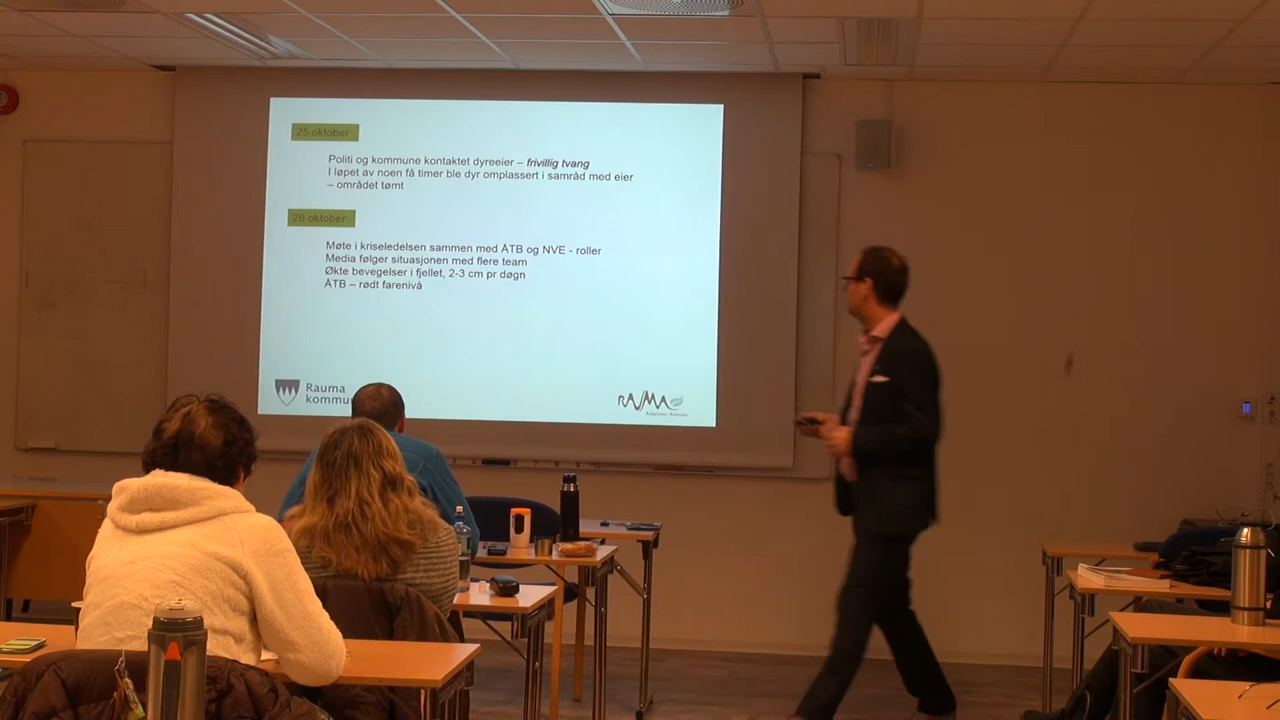 25.oktober
Politi og kommune kontaktet dyreeier – frivillig tvang
I løpet av noen få timer ble dyr omplassert i samråd med eier
– området tømt
26.oktober
Møte i kriseledelsen sammen med ÅTB og NVE - roller
Media følger situasjonen med flere team
Økte bevegelser i fjellet, 2-3 cm pr døgn
ÅTB – rødt farenivå
Rauma
kommu
RAUMA